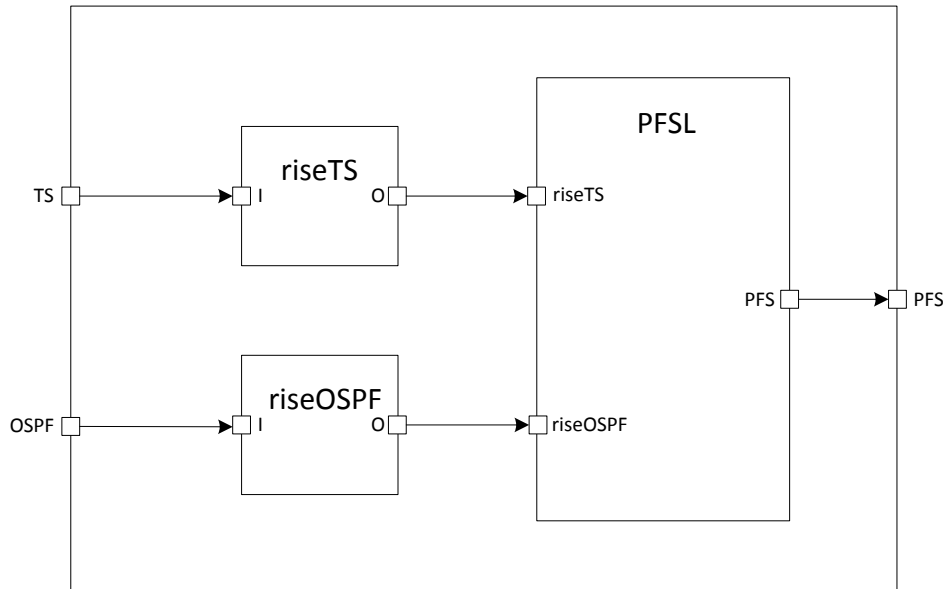 PFSL
riseTS
TS
I
O
riseTS
PFS
PFS
riseOSPF
OSPF
I
O
riseOSPF